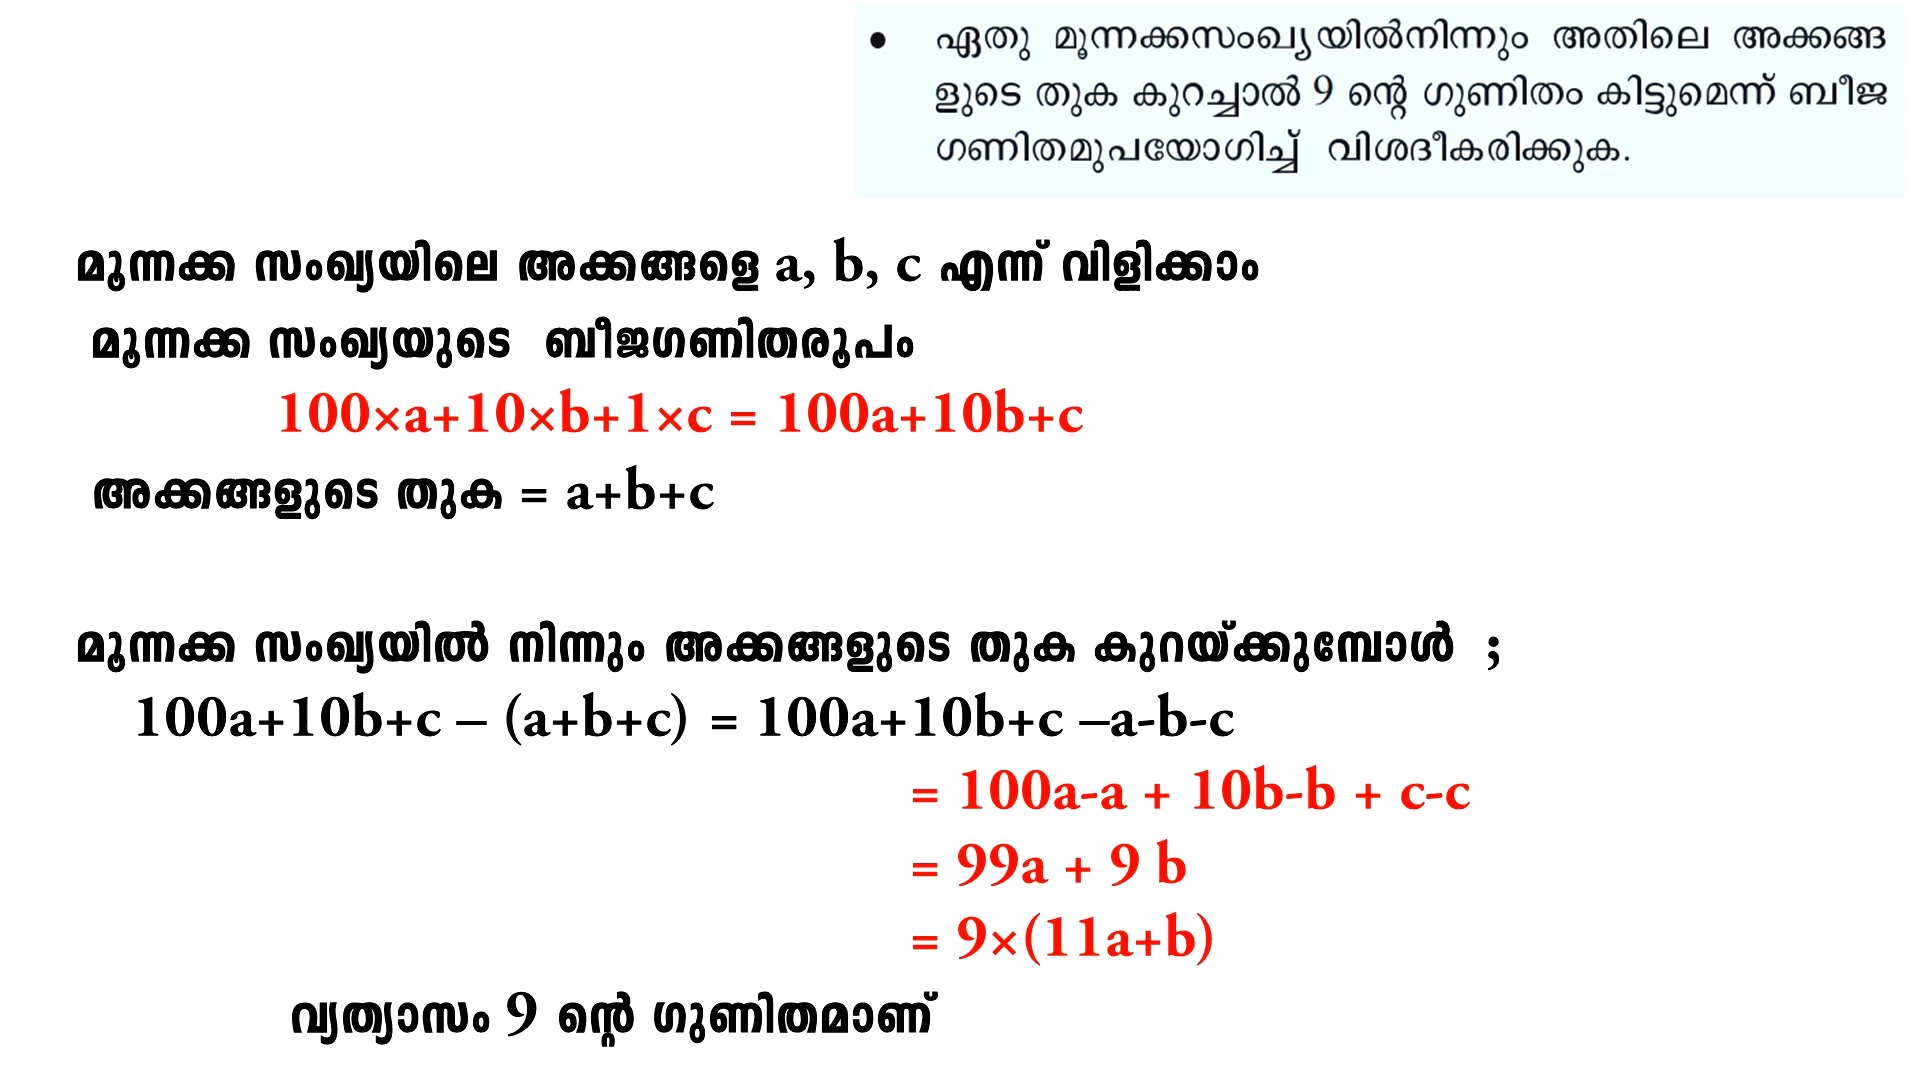 • ഏതു മൂന്നക്കസംഖ്യയിൽനിന്നും അതിലെ അക്കങ്ങ
ളുടെ തുക കുറച്ചാൽ 9 ന്റെ ഗുണിതം കിട്ടുമെന്ന് ബീജ
ഗണിതമുപയോഗിച്ച് വിശദീകരിക്കുക.
മൂന്നക്ക സംഖ്യയിലെ അക്കങ്ങളെ a, b, c എന്ന് വിളിക്കാം
മൂന്നക്ക സംഖ്യയുടെ ബീജഗണിതരൂപം
100×a+10×b+1×c = 100a+10b+c
അക്കങ്ങളുടെ തുക = a+b+c
മൂന്നക്ക സംഖ്യയിൽ നിന്നും അക്കങ്ങളുടെ തുക കുറയ്ക്കുമ്പോൾ ;
100a+10b+c – (a+b+c) = 100a+10b+c –a-b-c
= 100a-a + 10b-b + c-c
= 99a + 9 b
= 9×(11a+b)
വ്യത്യാസം 9 ന്റെ ഗുണിതമാണ്